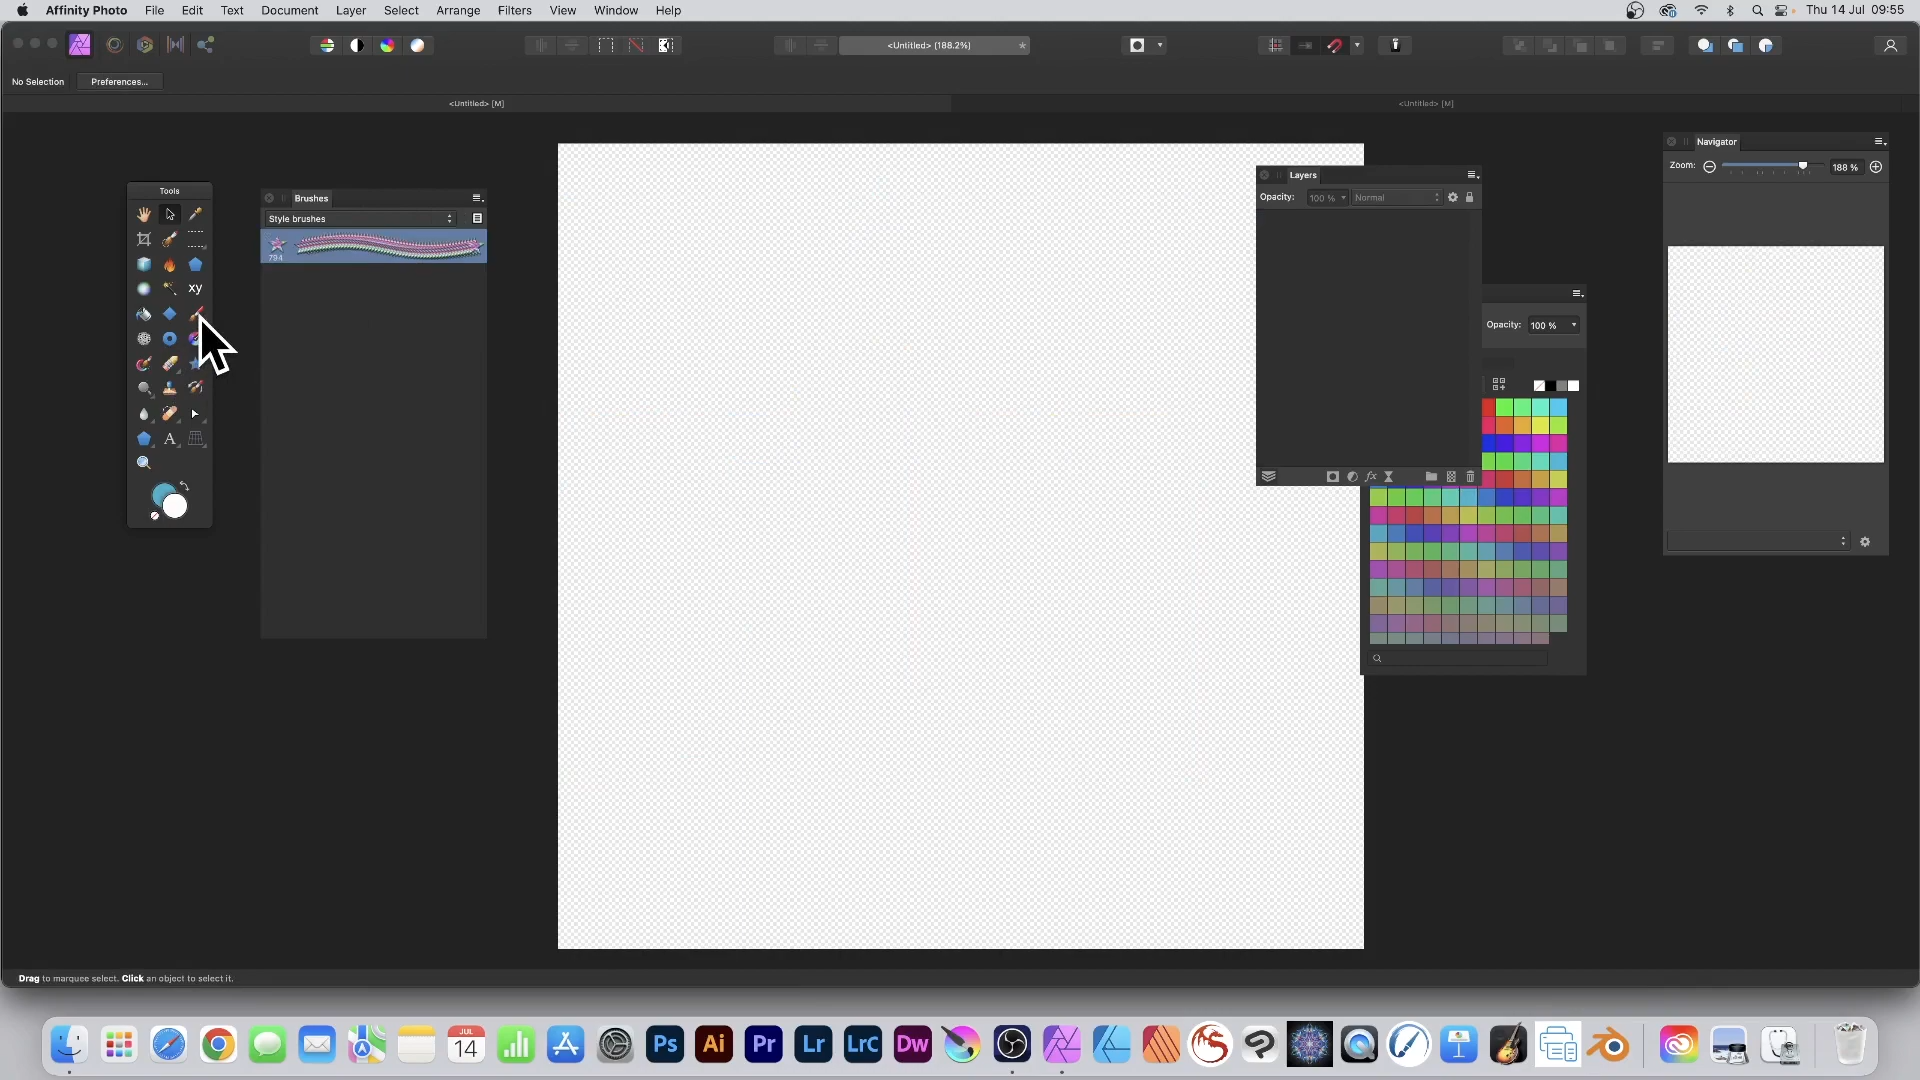 Affinity Photo File Edit Text Document Layer Select Arrange Filters View Window Help Thu 14 Jul 09:55
<Untitled> (188.2%) *
No Selection Preferences...
<Untitled> [M] <Untitled> [M]
Navigator
Zoom: 188 %
Layers
Opacity: 100 % Normal
Tools
Brushes
Style brushes
794
xy
Opacity: 100 %
A
fx
Drag to marquee select. Click an object to select it.
JUL
14
Ps Ai Pr Lr LrC Dw